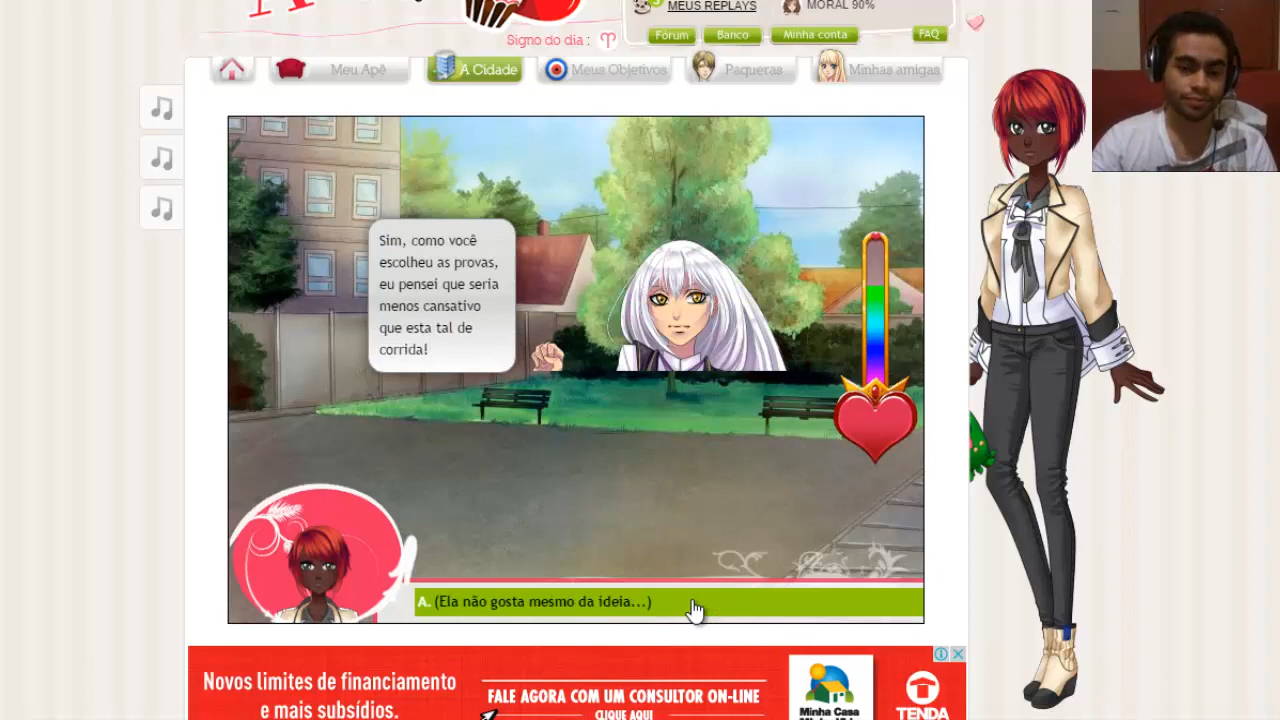 MEUS REPLAYS
MORAL 90%
Signo do dia :
Fórum
Banco
Minha conta
FAQ
Meu Apê
A Cidade
Meus Objetivos
Paqueras
Minhas amigas
Sim, como você
escolheu as provas,
eu pensei que seria
menos cansativo
que esta tal de
corrida!
A. (Ela não gosta mesmo da ideia...)
Novos limites de financiamento
e mais subsídios.
FALE AGORA COM UM CONSULTOR ON-LINE
CLIQUE AQUI
Minha Casa
TENDA